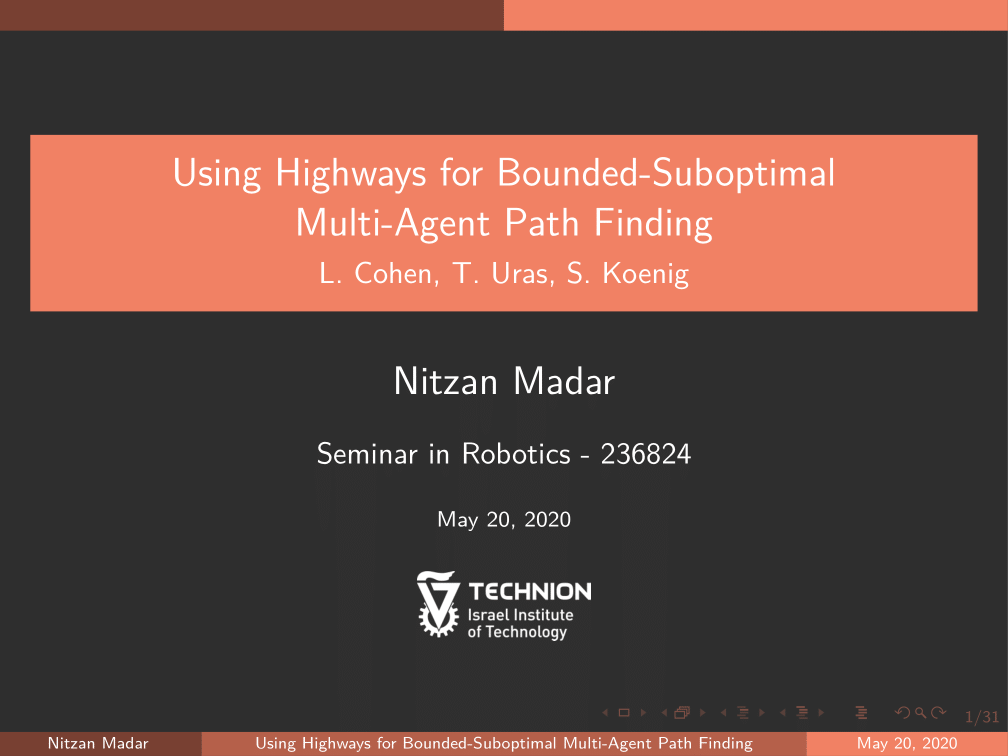 Using Highways for Bounded-Suboptimal
Multi-Agent Path Finding
L. Cohen, T. Uras, S. Koenig
Nitzan Madar
Seminar in Robotics - 236824
May 20, 2020
TECHNION
Israel Institute
of Technology
1/31
Nitzan Madar
Using Highways for Bounded-Suboptimal Multi-Agent Path Finding
May 20, 2020